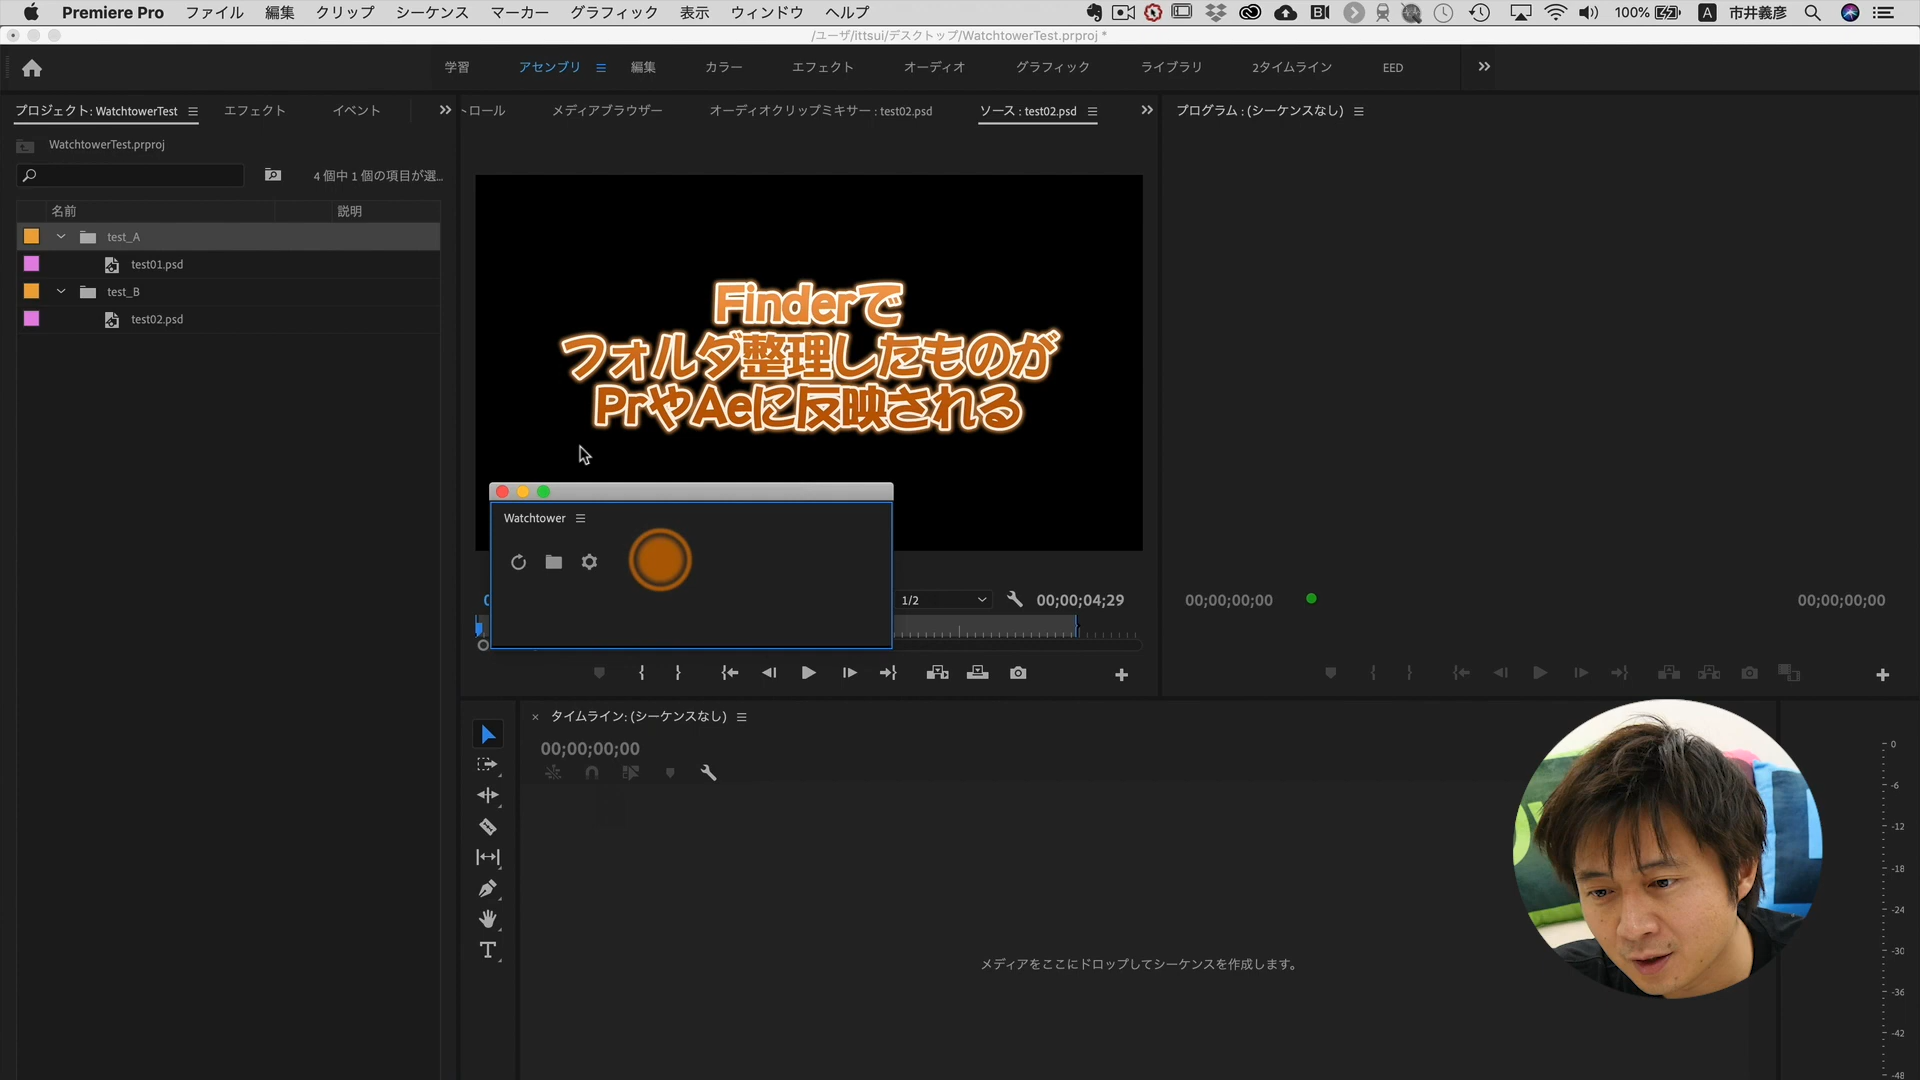 Premiere Pro ファイル 編集 クリップ シーケンス マーカー グラフィック 表示 ウィンドウ ヘルプ 100% A 市井義彦
/ユーザ/ittsui/デスクトップ/WatchtowerTest.prproj *
学習 アセンブリ 編集 カラー エフェクト オーディオ グラフィック ライブラリ 2タイムライン EED
プロジェクト: WatchtowerTest エフェクト イベント
ロール メディアブラウザー オーディオクリップミキサー : test02.psd ソース : test02.psd
プログラム : (シーケンスなし)
WatchtowerTest.prproj
4 個中 1 個の項目が選...
名前 説明
test_A
test01.psd
test_B
test02.psd
Finderで
フォルダ整理したものが
PrやAeに反映される
Watchtower
1/2 00;00;04;29
00;00;00;00 00;00;00;00
タイムライン: (シーケンスなし)
00;00;00;00
メディアをここにドロップしてシーケンスを作成します。
0
-6
-12
-18
-24
-30
-36
-42
-48